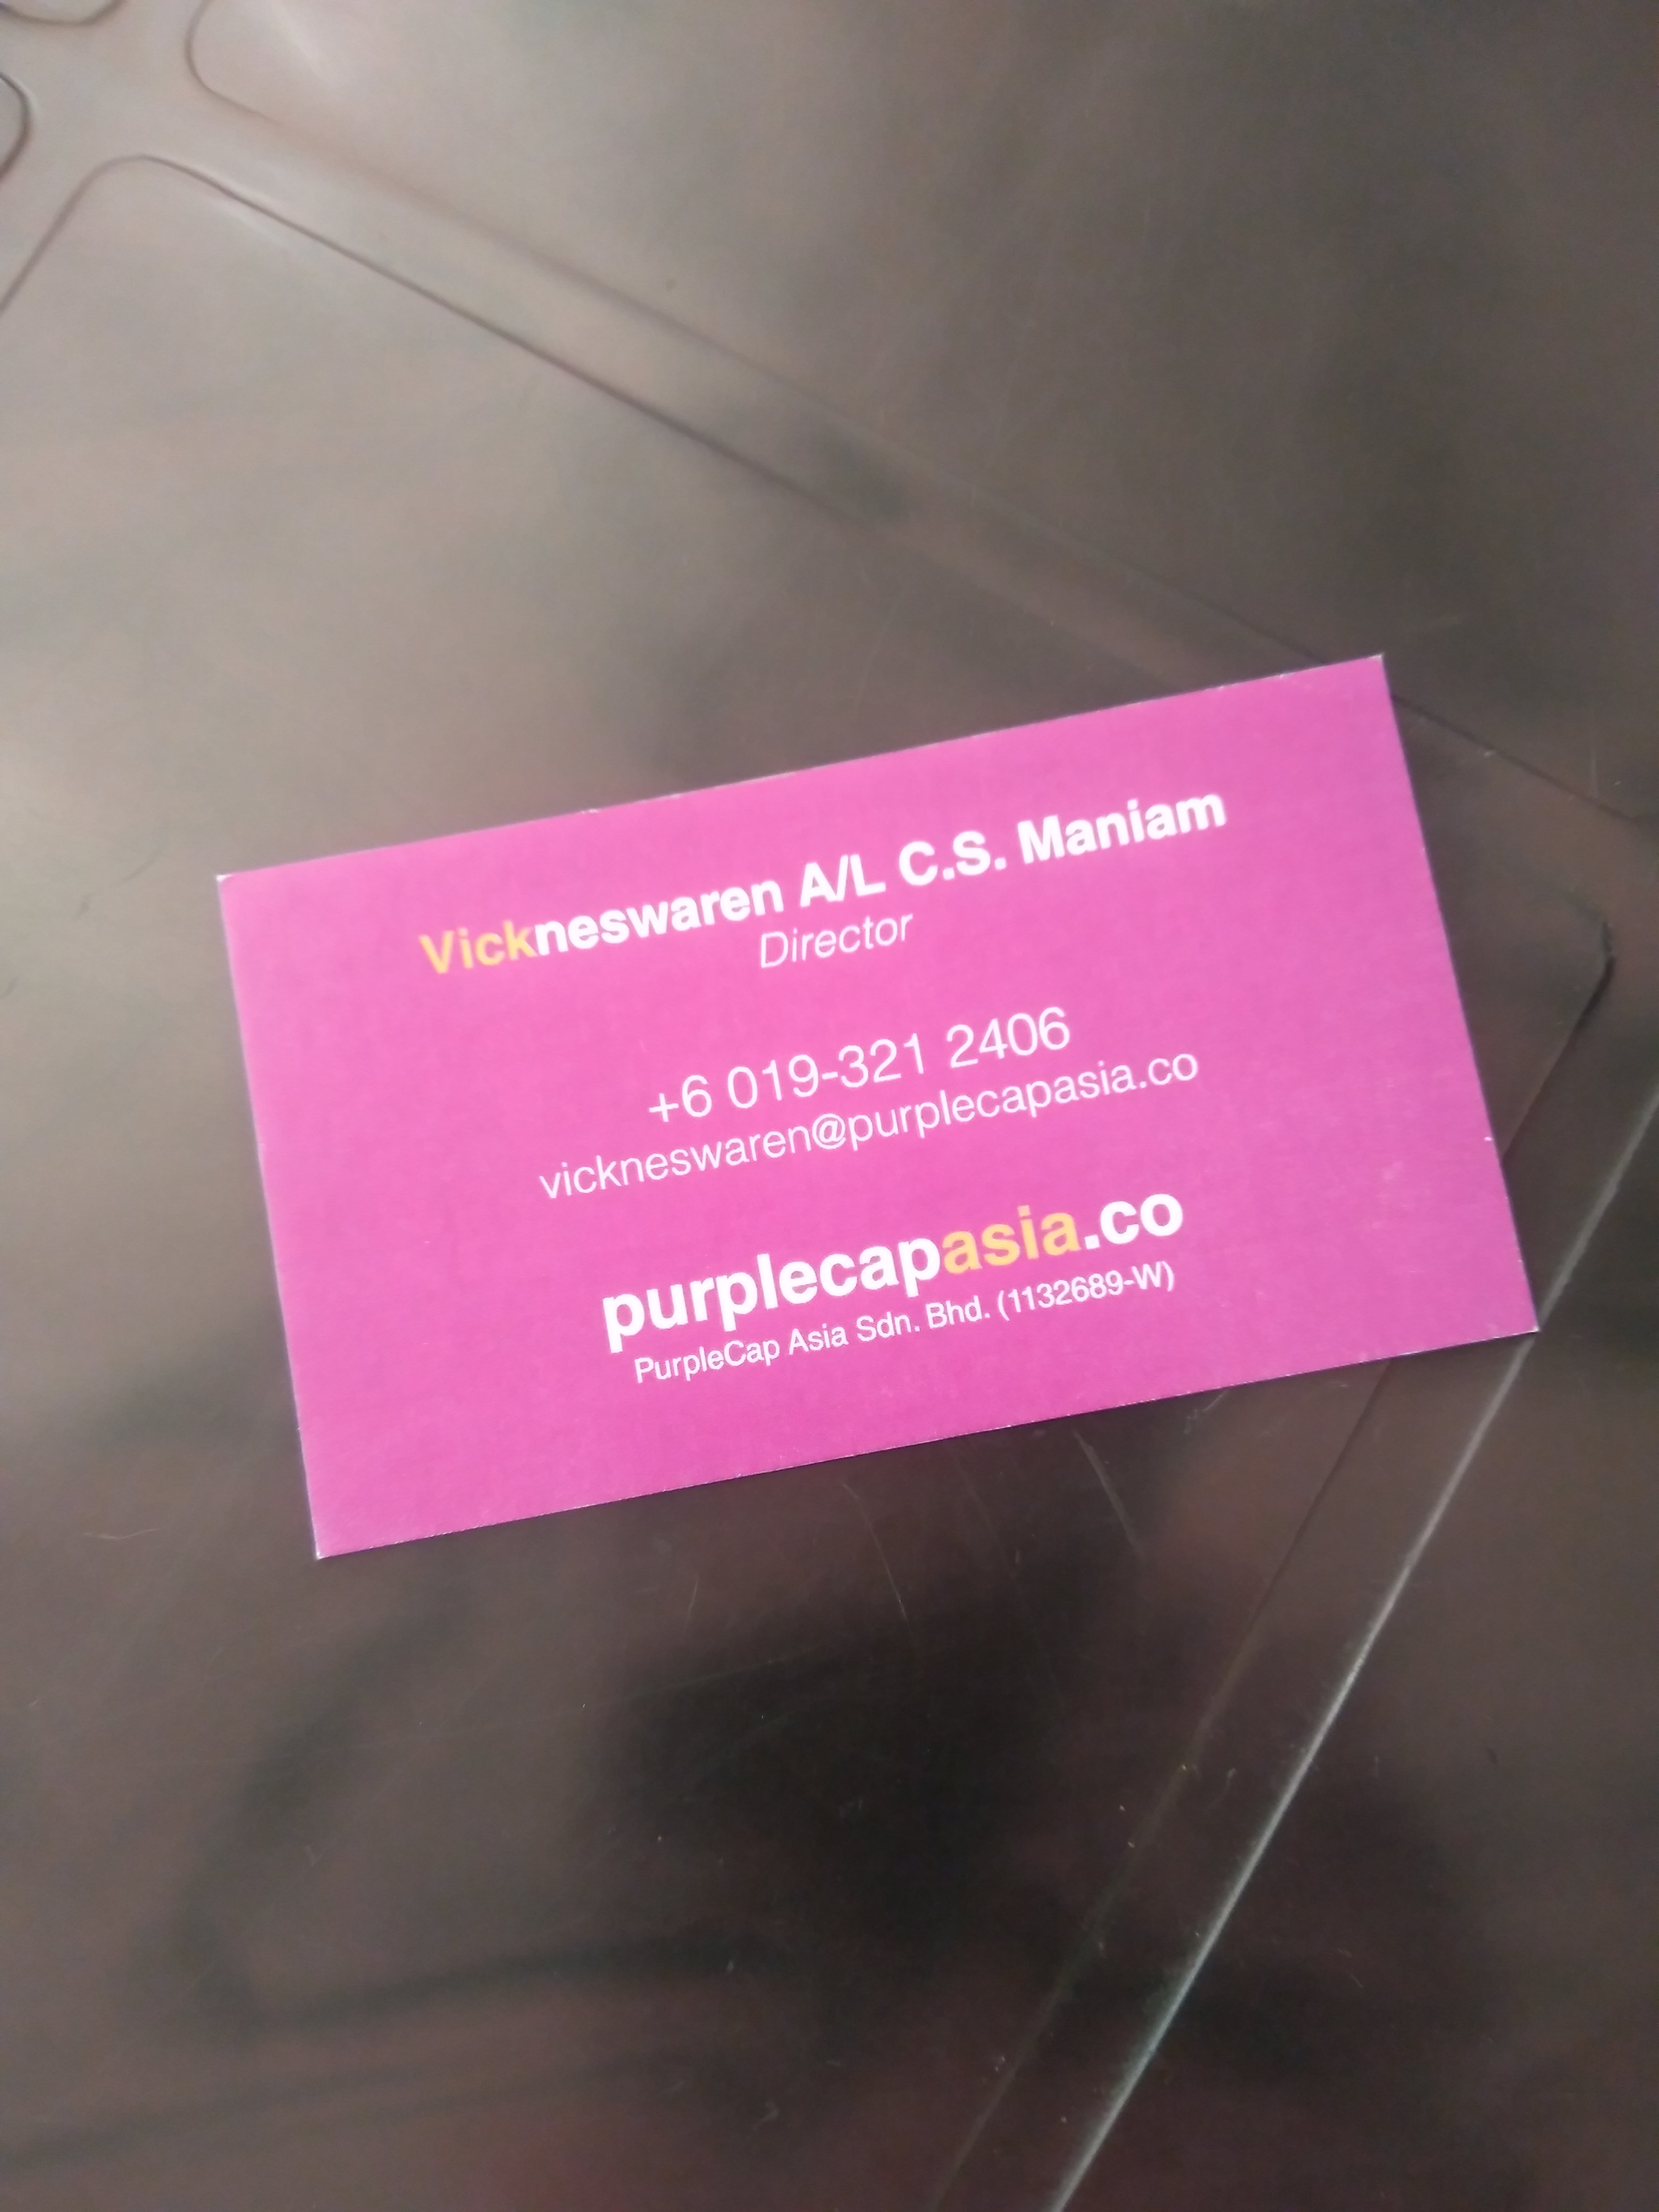 Vickneswaren A/L C.S. Maniam
Director
+6 019-321 2406
vickneswaren@purplecapasia.co
purplecapasia.co
PurpleCap Asia Sdn. Bhd. (1132689-W)